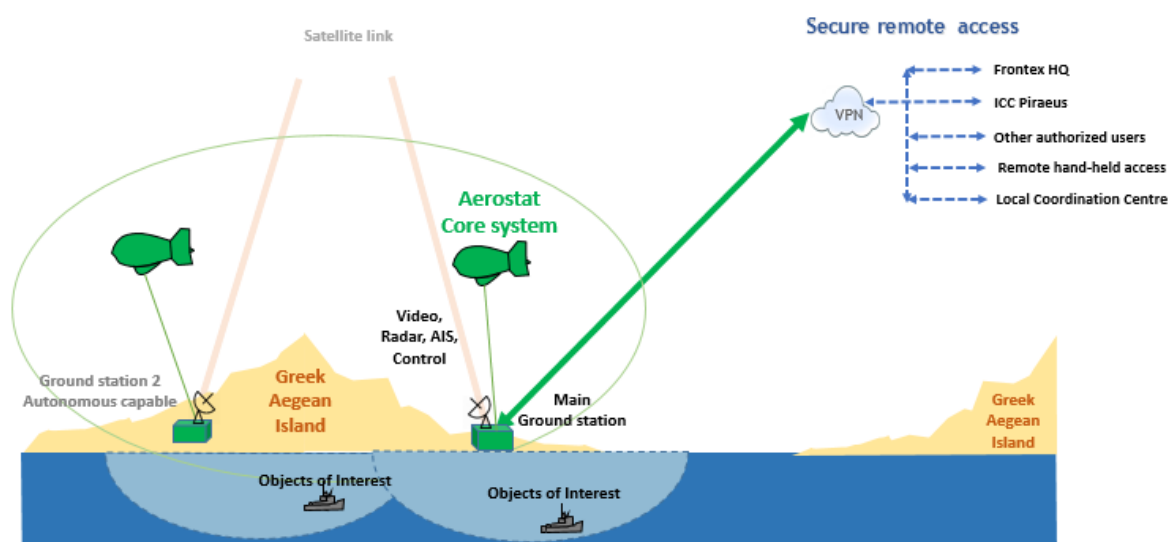 Satellite link
Secure remote access
Frontex HQ
ICC Piraeus
VPN
Other authorized users
Remote hand-held access
Local Coordination Centre
Aerostat
Core system
Video,
Radar, AIS,
Control
Ground station 2
Autonomous capable
Greek
Aegean
Island
Main
Ground station
Greek
Aegean
Island
Objects of Interest
Objects of Interest